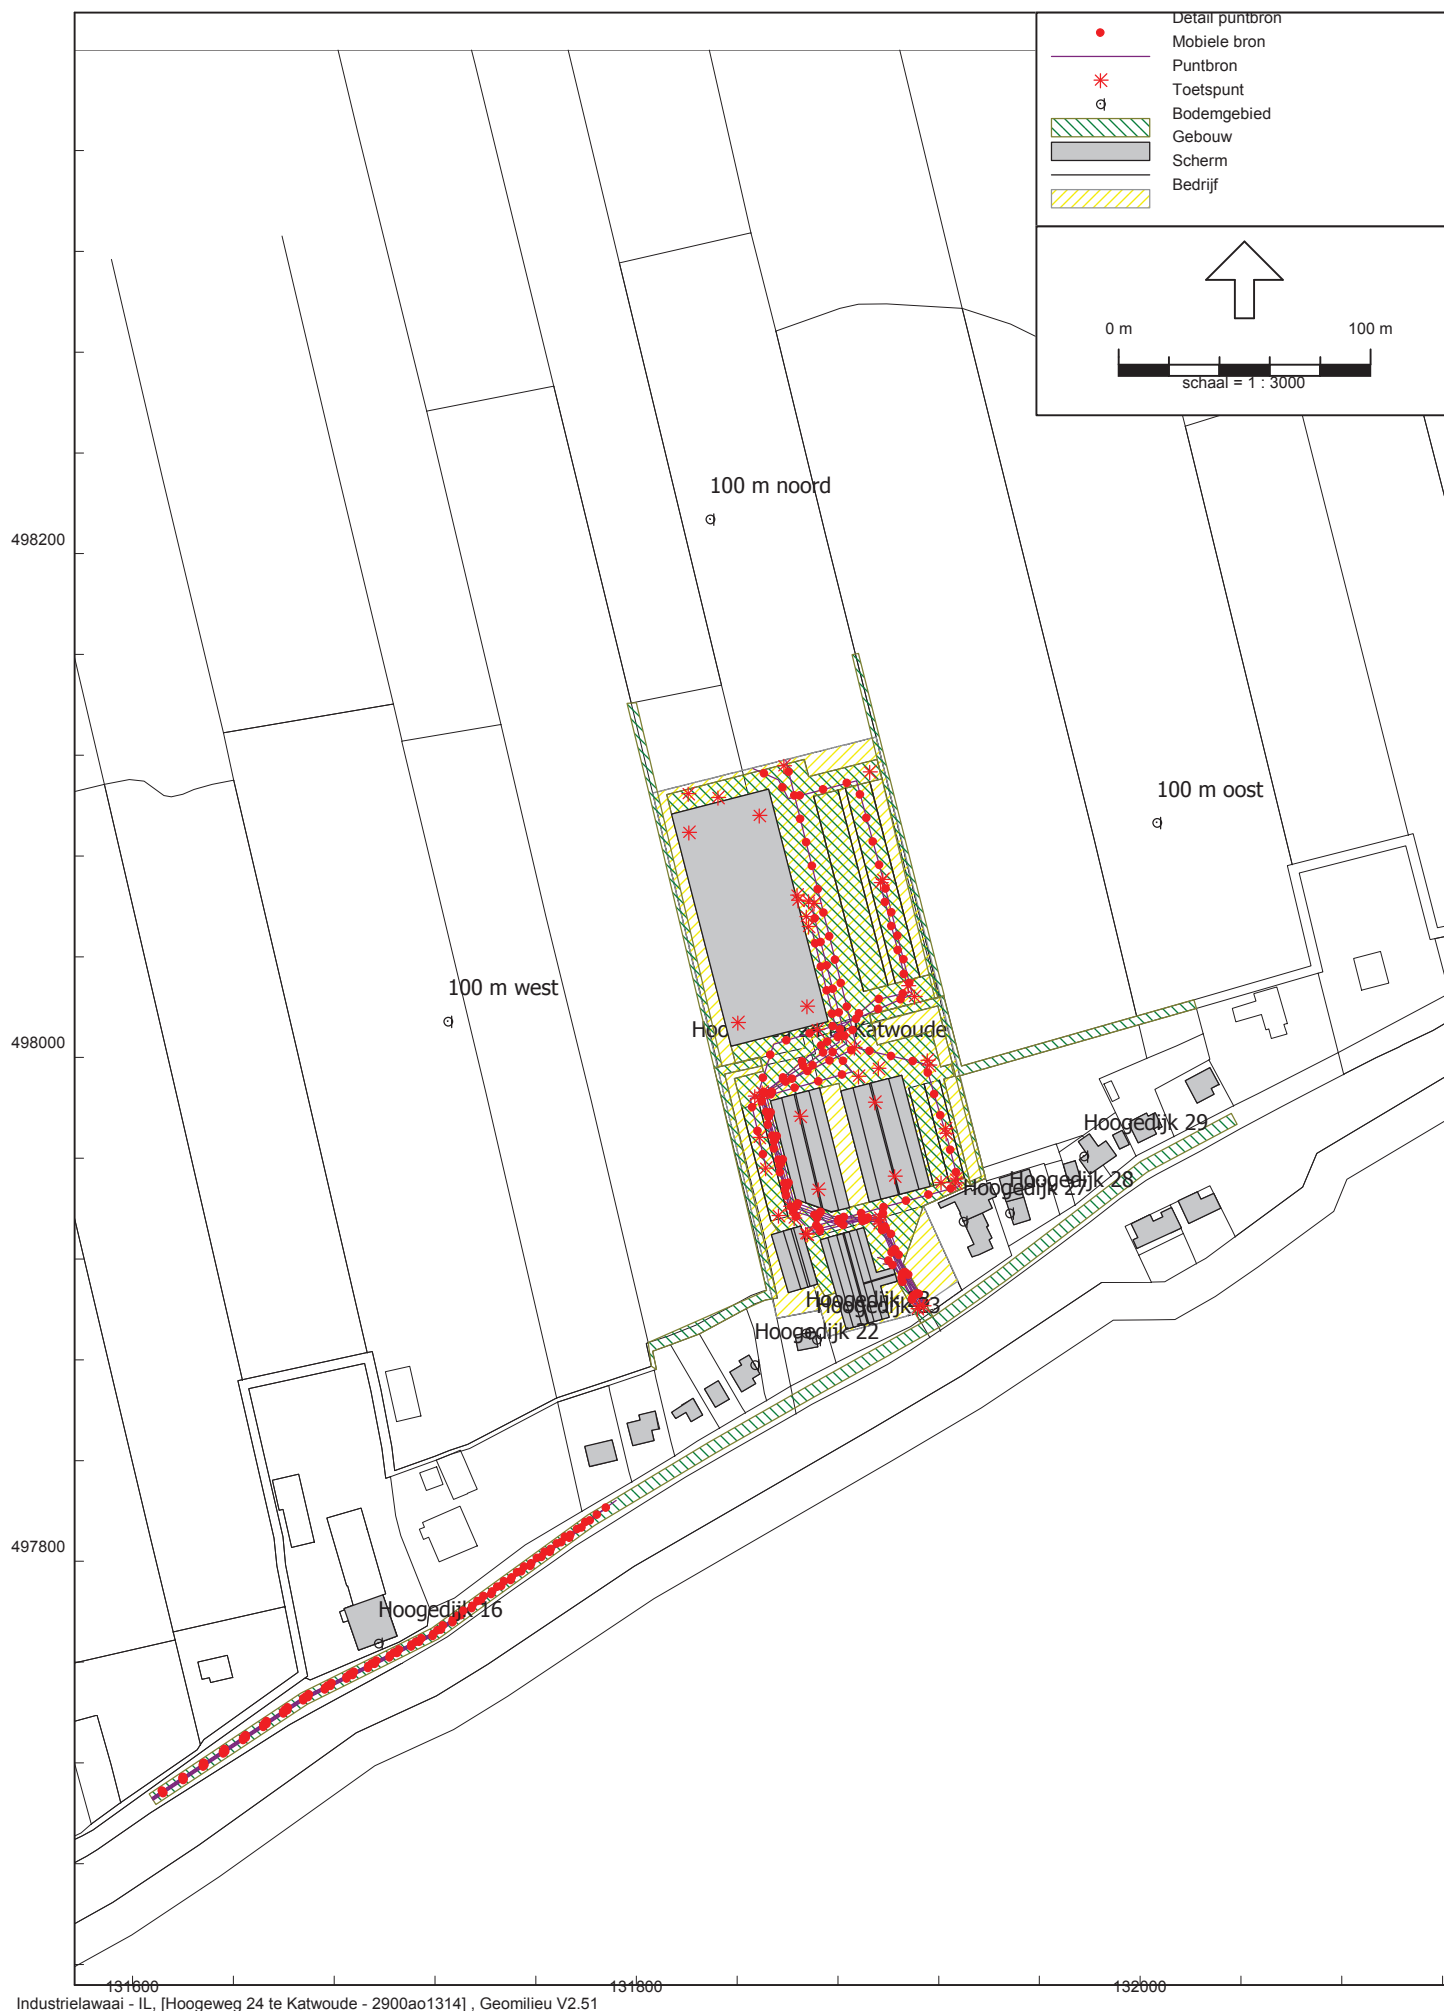 Detail puntbron
Mobiele bron
Puntbron
Toetspunt
Bodemgebied
Gebouw
Scherm
Bedrijf
0 m 100 m
schaal = 1 : 3000
100 m noord
498200
100 m oost
100 m west
498000
Katwoude
Hoogedijk 29
Hoogedijk 28
Hoogedijk 27
Hoogedijk 23
Hoogedijk 22
497800
Hoogedijk 16
131600 131800 132000
Industrielawaai - IL, [Hoogeweg 24 te Katwoude - 2900ao1314] , Geomilieu V2.51